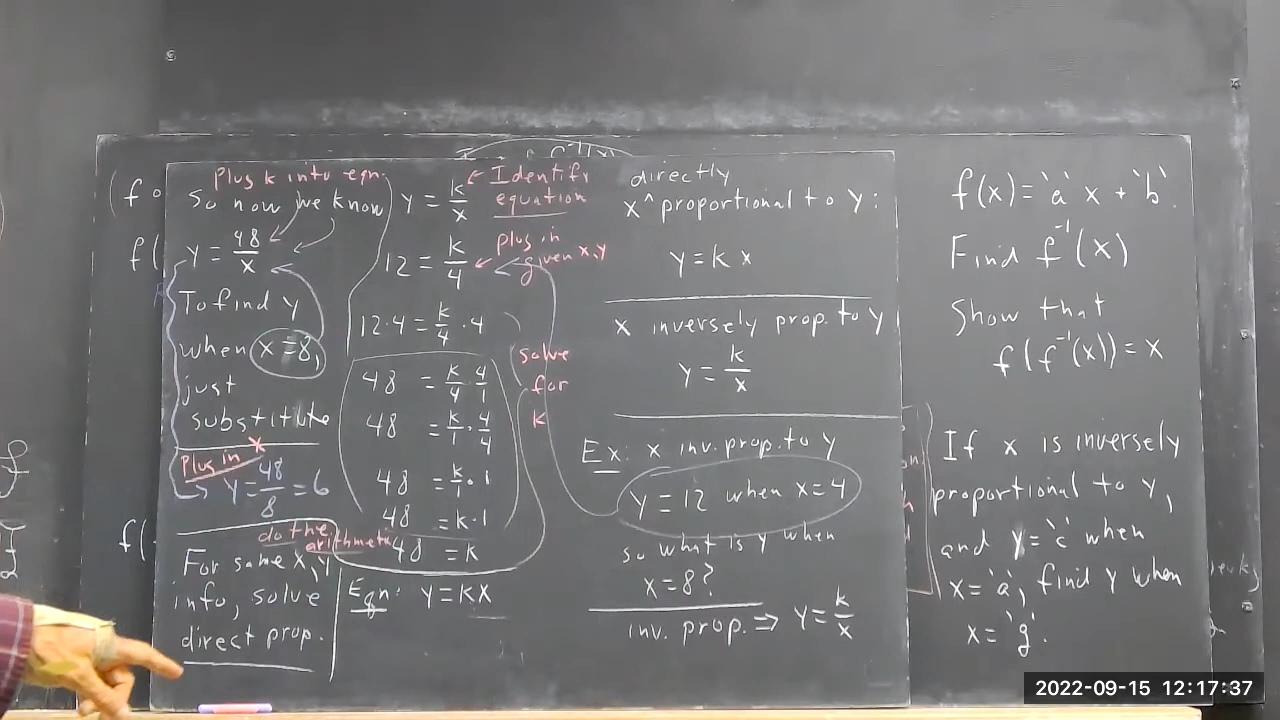 Plus k into eqn.
So now we know
y = 48/x
To find y
when x = 8,
just
substitute
Plus in x
y = 48/8 = 6
do the
arithmetic
For same x, y
info, solve
direct prop.
y = k/x
Identify
equation
12 = k/4
plus in
given x, y
12·4 = k/4 · 4
48 = k/4 · 4/1
48 = k/1 · 4/4
48 = k/1 · 1
48 = k·1
48 = k
solve
for
k
Eqn: y = kx
directly
x ^ proportional to y:
y = k x
x inversely prop. to y
y = k/x
Ex: x inv. prop. to y
y = 12 when x = 4
so what is y when
x = 8?
inv. prop. ⇒ y = k/x
f(x) = 'a' x + 'b'.
Find f⁻¹(x)
Show that
f(f⁻¹(x)) = x
If x is inversely
proportional to y,
and y = 'c' when
x = 'a', find y when
x = 'g'.
2022-09-15 12:17:37